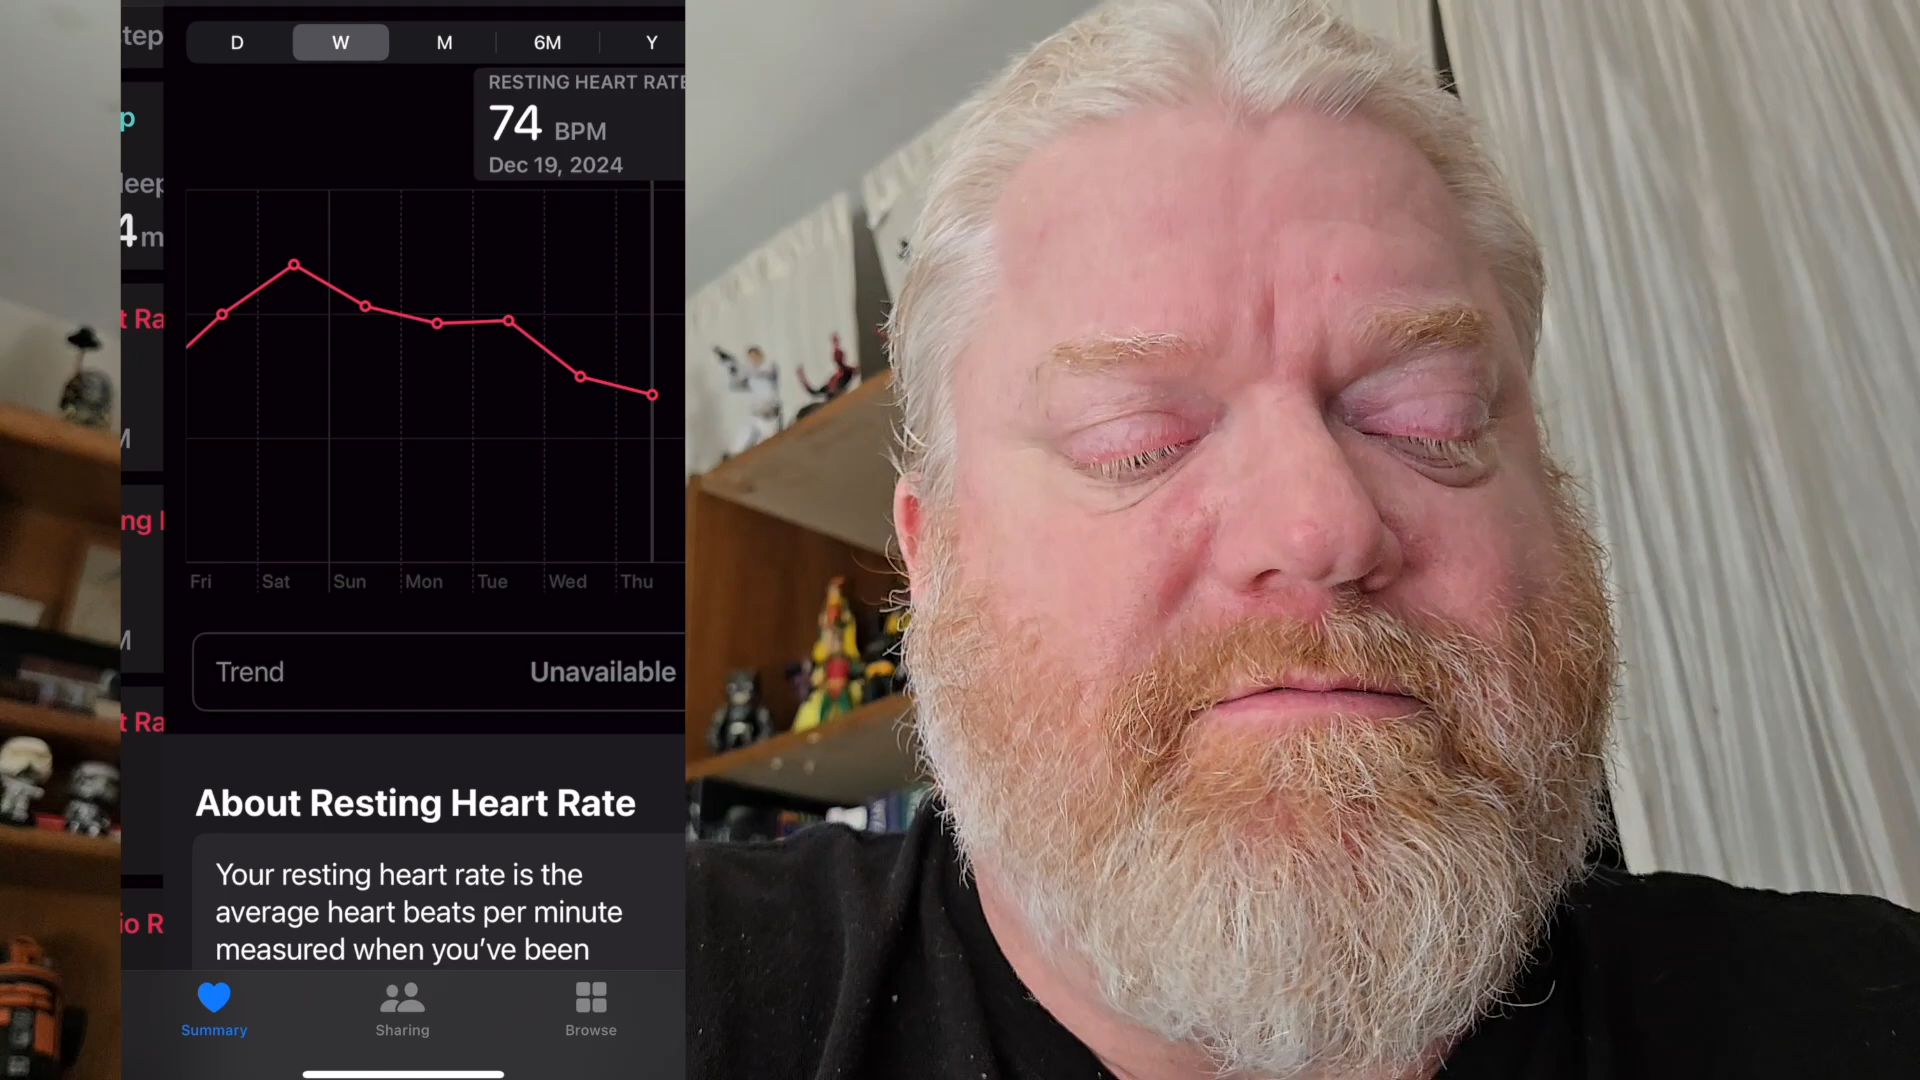 tep
D W M 6M Y
RESTING HEART RATE
74 BPM
Dec 19, 2024
p
leep
4 m
t Ra
M
ng
Fri Sat Sun Mon Tue Wed Thu
M
Trend Unavailable
t Ra
About Resting Heart Rate
Your resting heart rate is the
average heart beats per minute
measured when you've been
io R
Summary Sharing Browse